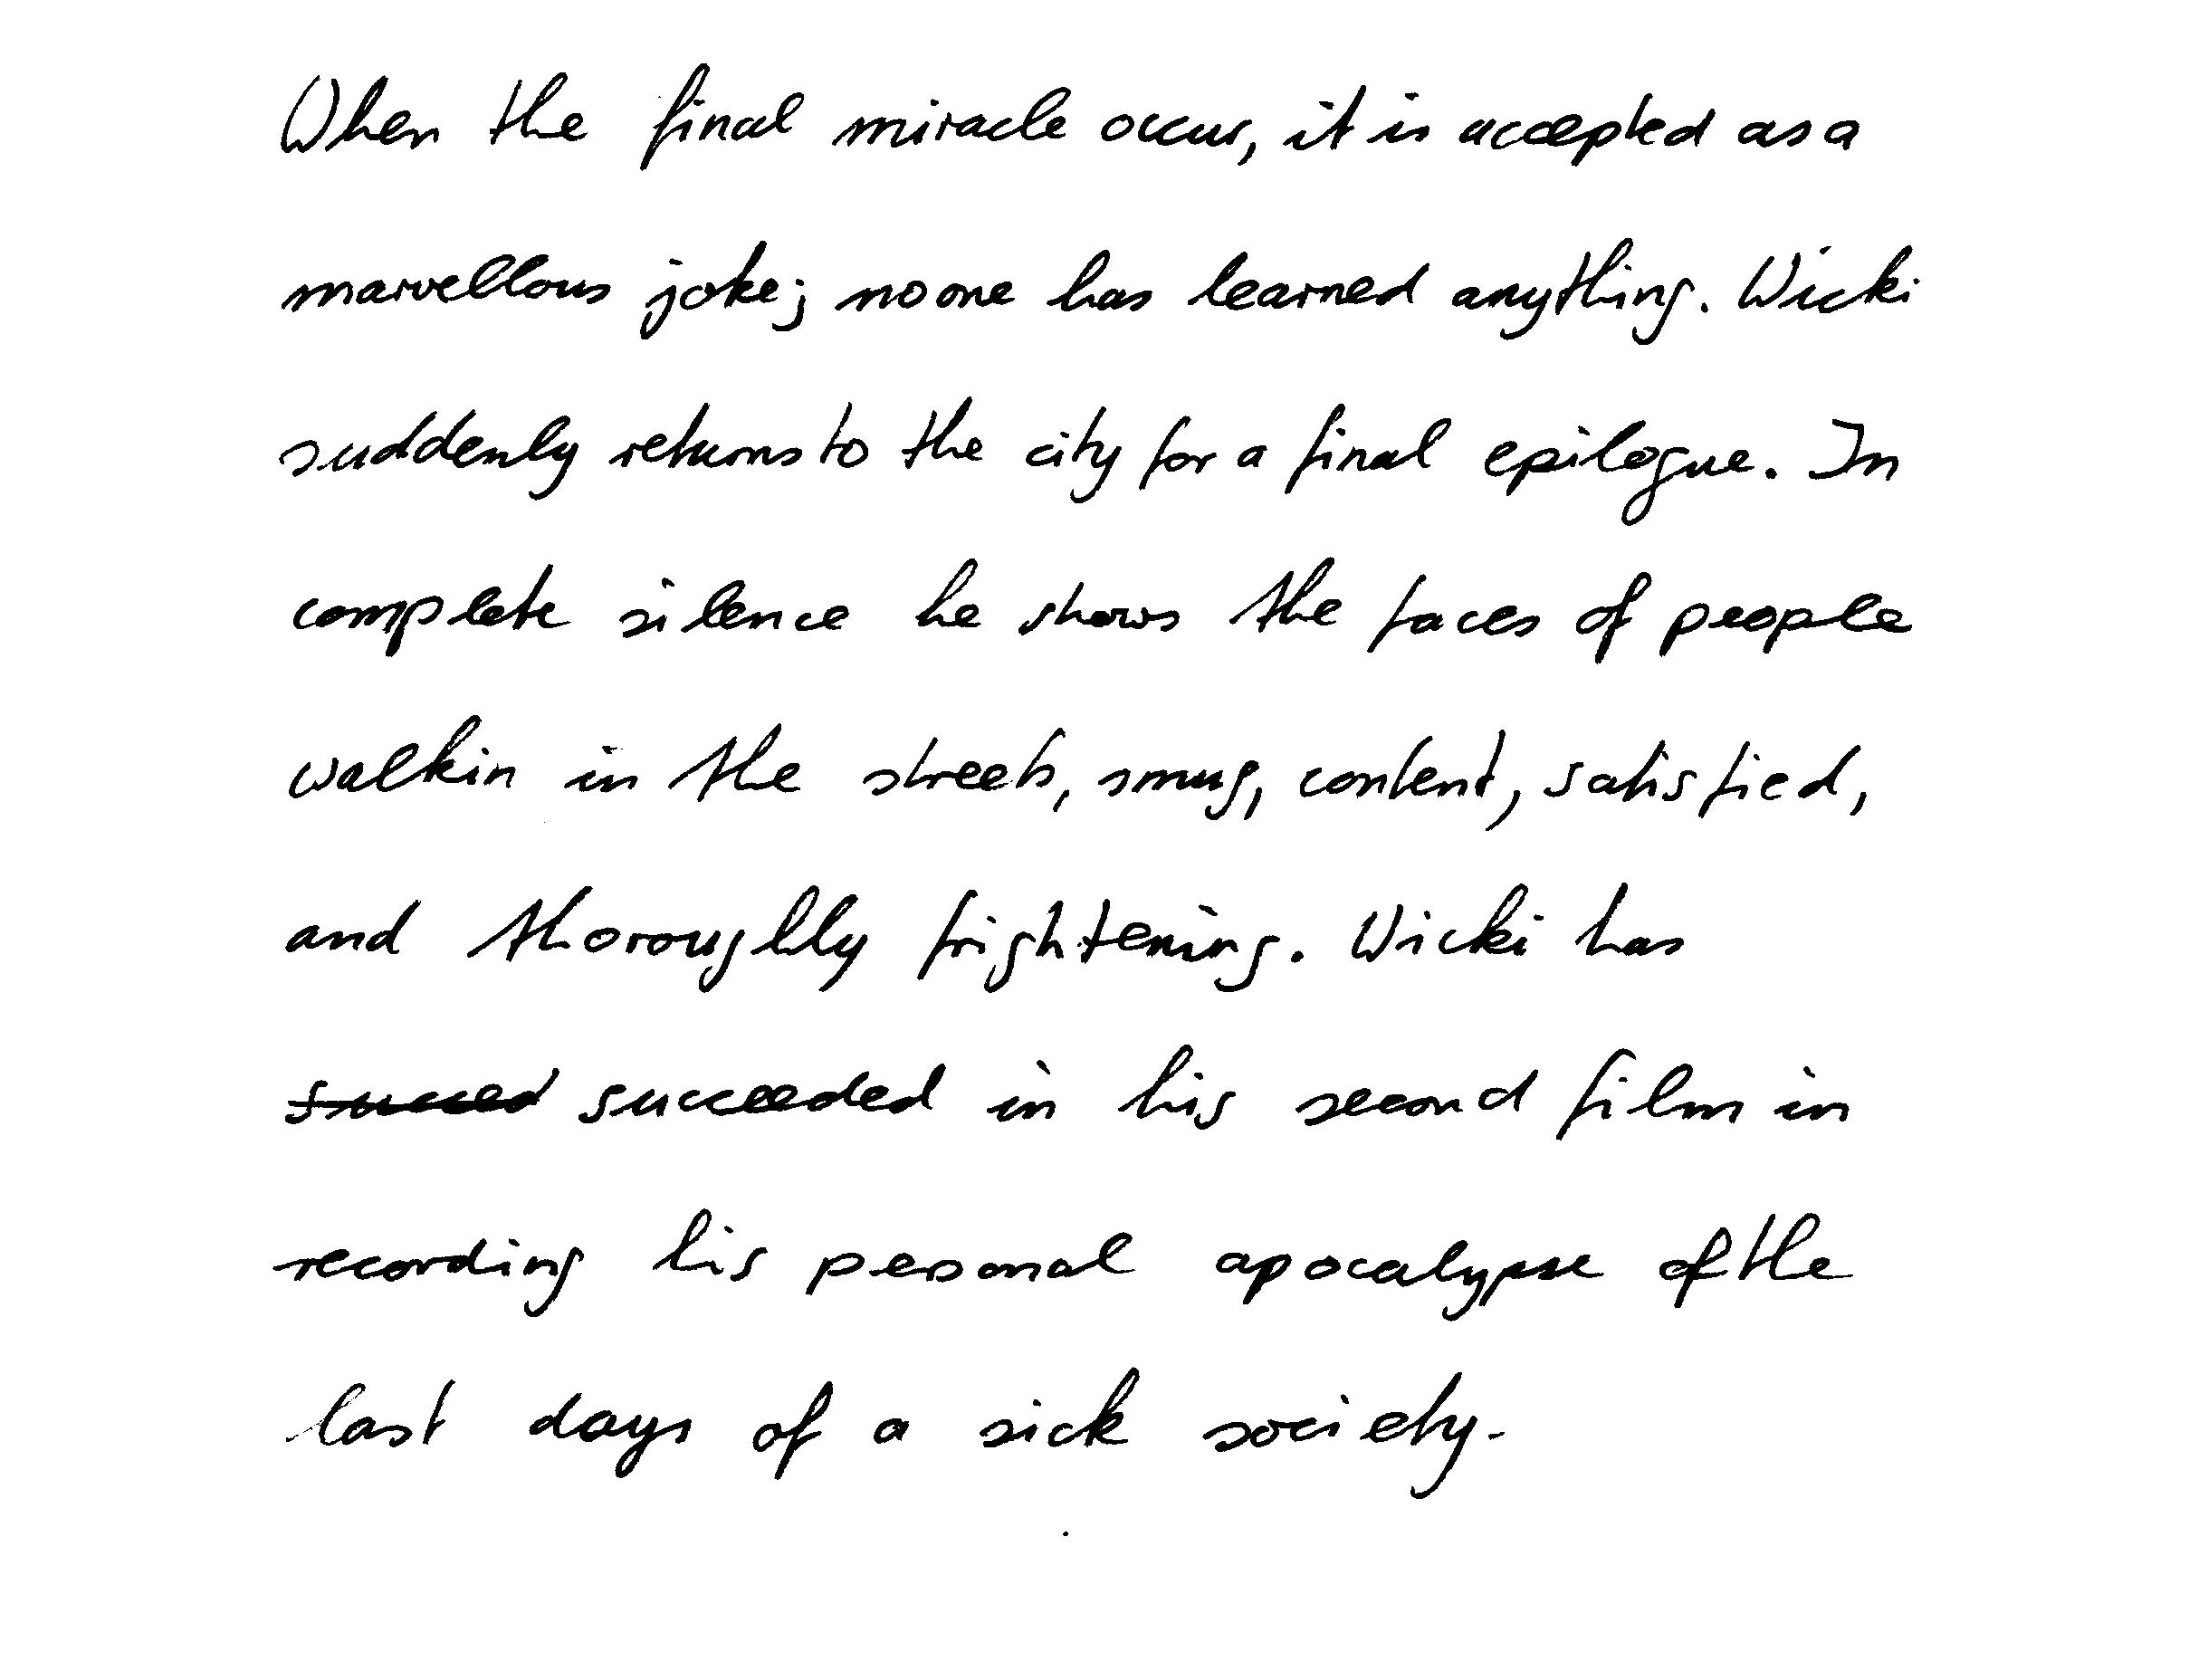 When the final miracle occurs, it is accepted as a
marvellous joke; no one has learned anything. Wicki
suddenly returns to the city for a final epilogue. In
complete silence he shows the faces of people
walkin in the streets, smug, content, satisfied,
and thoroughly frightening. Wicki has
succeed succeeded in his second film in
recording his personal apocalypse of the
last days of a sick society.